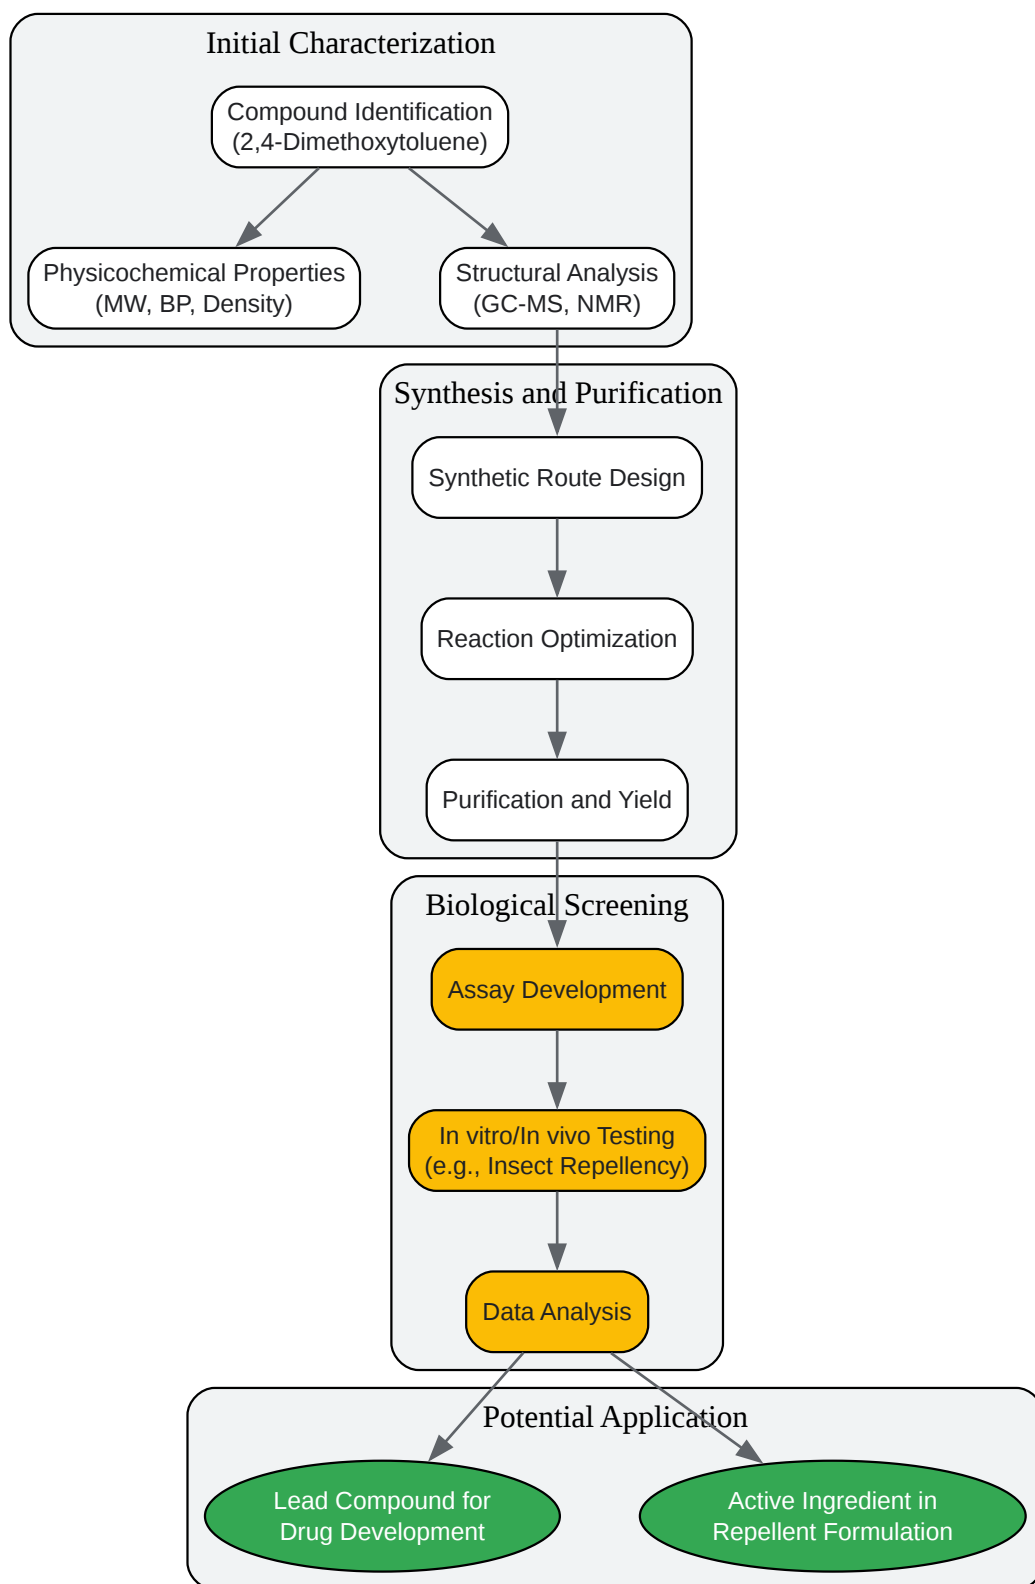 Initial Characterization
Compound Identification
(2,4-Dimethoxytoluene)
Physicochemical Properties
(MW, BP, Density)
Structural Analysis
(GC-MS, NMR)
Synthesis and Purification
Synthetic Route Design
Reaction Optimization
Purification and Yield
Biological Screening
Assay Development
In vitro/In vivo Testing
(e.g., Insect Repellency)
Data Analysis
Potential Application
Lead Compound for
Drug Development
Active Ingredient in
Repellent Formulation